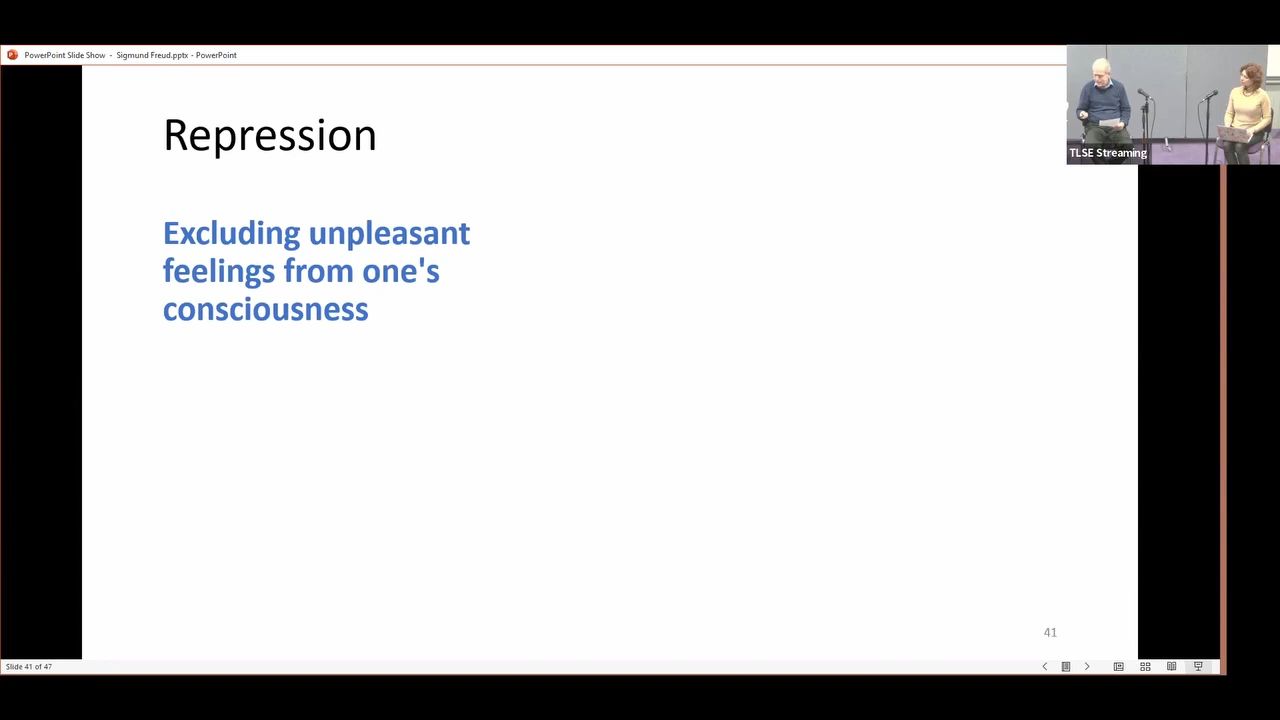 PowerPoint Slide Show - Sigmund Freud.pptx - PowerPoint
TLSE Streaming
Repression
Excluding unpleasant
feelings from one's
consciousness
41
Slide 41 of 47